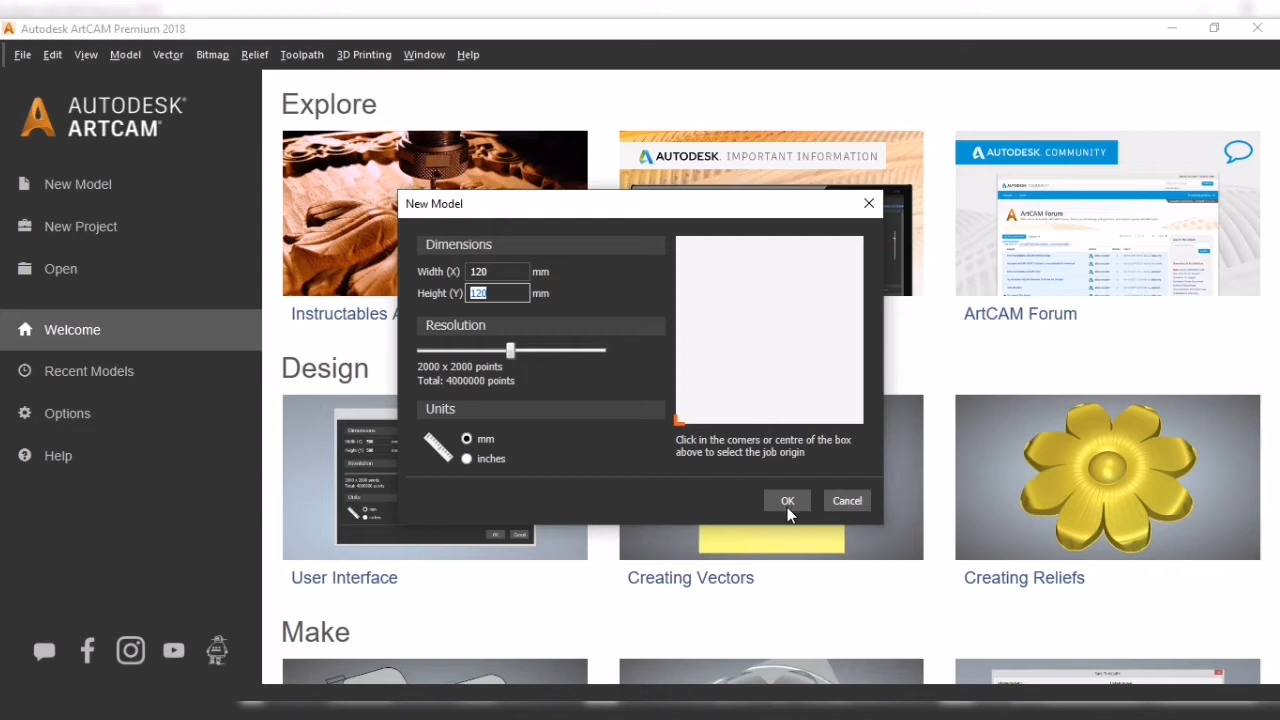 Autodesk ArtCAM Premium 2018
File Edit View Model Vector Bitmap Relief Toolpath 3D Printing Window Help
AUTODESK®
ARTCAM®
New Model
New Project
Open
Welcome
Recent Models
Options
Help
Explore
AUTODESK. IMPORTANT INFORMATION
AUTODESK. COMMUNITY
ArtCAM Forum
Instructables A
ArtCAM Forum
New Model
Dimensions
Width (X) 120 mm
Height (Y) 120 mm
Resolution
2000 x 2000 points
Total: 4000000 points
Units
mm
inches
Click in the corners or centre of the box
above to select the job origin
OK Cancel
Design
User Interface
Creating Vectors
Creating Reliefs
Make